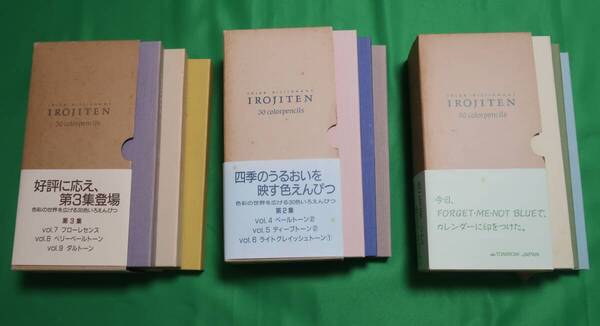 color dictionary
IROJITEN
30 colorpencils
好評に応え、
第3集登場
色彩の世界を広げる30色いろえんぴつ
第3集
vol.7 フローレセンス
vol.8 ベリーペールトーン
vol.9 ダルトーン
color dictionary
IROJITEN
30 colorpencils
四季のうるおいを
映す色えんぴつ
色彩の世界を広げる30色いろえんぴつ
第2集
vol.4 ペールトーン②
vol.5 ディープトーン②
vol.6 ライトグレイッシュトーン①
color dictionary
IROJITEN
30 colorpencils
今日、
FORGET-ME-NOT BLUEで、
カレンダーに印をつけた。
TOMBOW JAPAN